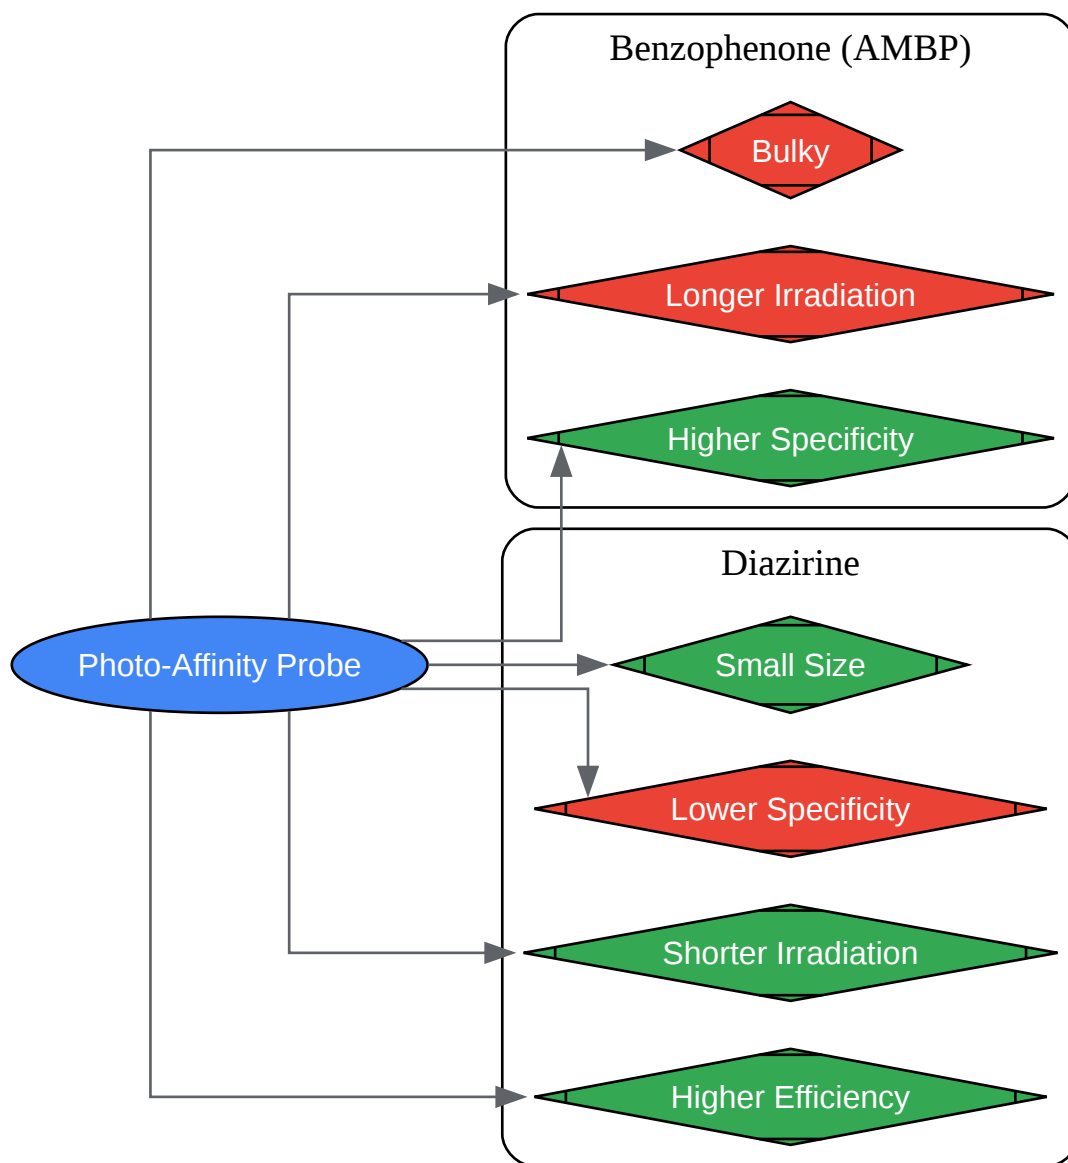 Benzophenone (AMBP)
Bulky
Longer Irradiation
Higher Specificity
Diazirine
Photo-Affinity Probe
Small Size
Lower Specificity
Shorter Irradiation
Higher Efficiency